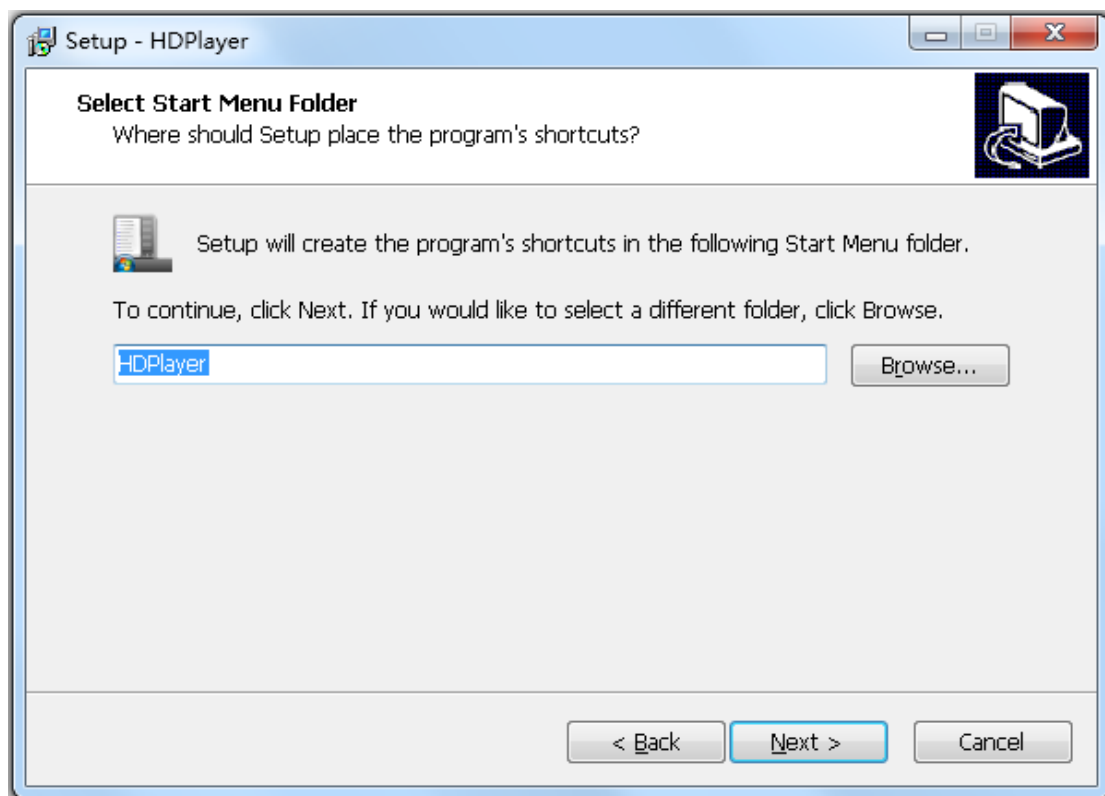 Setup - HDPlayer
Select Start Menu Folder
Where should Setup place the program's shortcuts?
Setup will create the program's shortcuts in the following Start Menu folder.
To continue, click Next. If you would like to select a different folder, click Browse.
HDPlayer
Browse...
< Back
Next >
Cancel